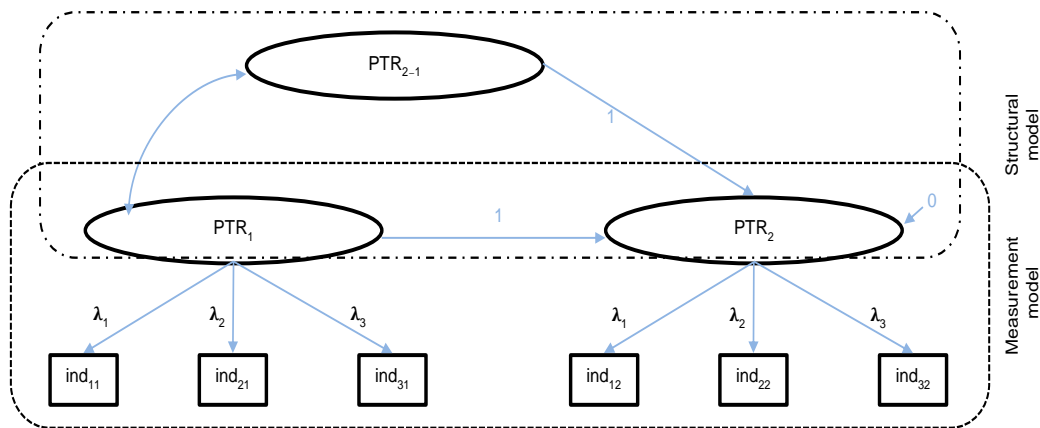 PTR₂₋₁
1
Structural
model
PTR₁
1
PTR₂
0
Measurement
model
λ₁
λ₂
λ₃
λ₁
λ₂
λ₃
ind₁₁
ind₂₁
ind₃₁
ind₁₂
ind₂₂
ind₃₂